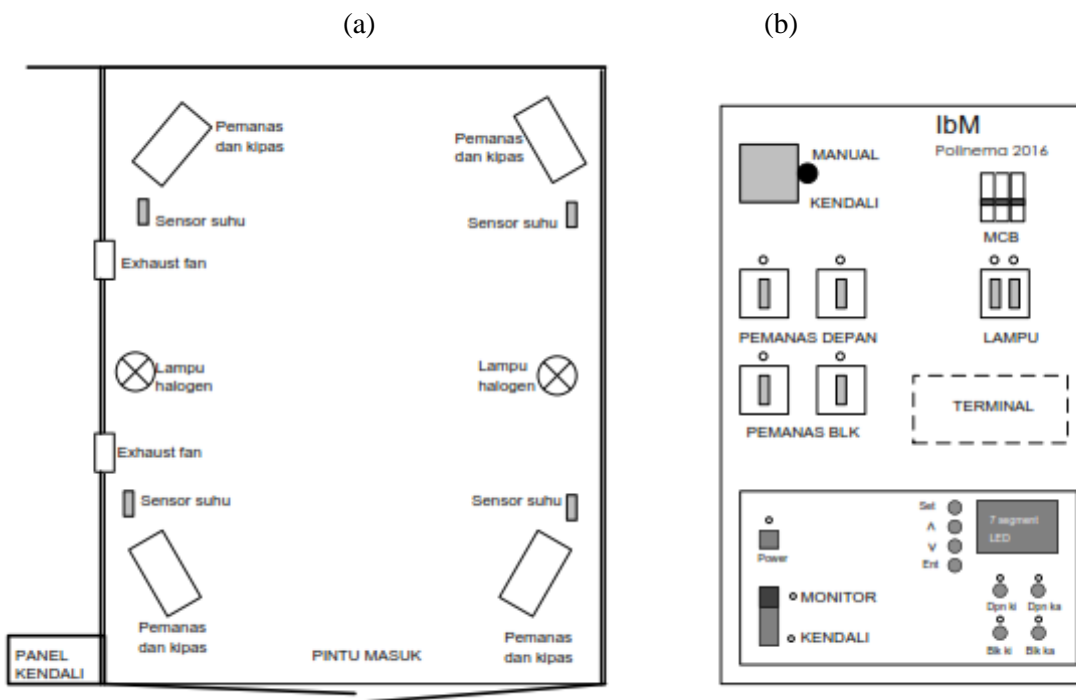 (a)
(b)
Pemanas
dan kipas
Pemanas
dan kipas
Sensor suhu
Sensor suhu
Exhaust fan
Lampu
halogen
Lampu
halogen
Exhaust fan
Sensor suhu
Sensor suhu
Pemanas
dan kipas
Pemanas
dan kipas
PANEL
KENDALI
PINTU MASUK
IbM
Polinema 2016
MANUAL
KENDALI
MCB
PEMANAS DEPAN
LAMPU
PEMANAS BLK
TERMINAL
Power
MONITOR
KENDALI
Set
Λ
V
Ent
7 segment
LED
Dpn ki Dpn ka
Blk ki Blk ka